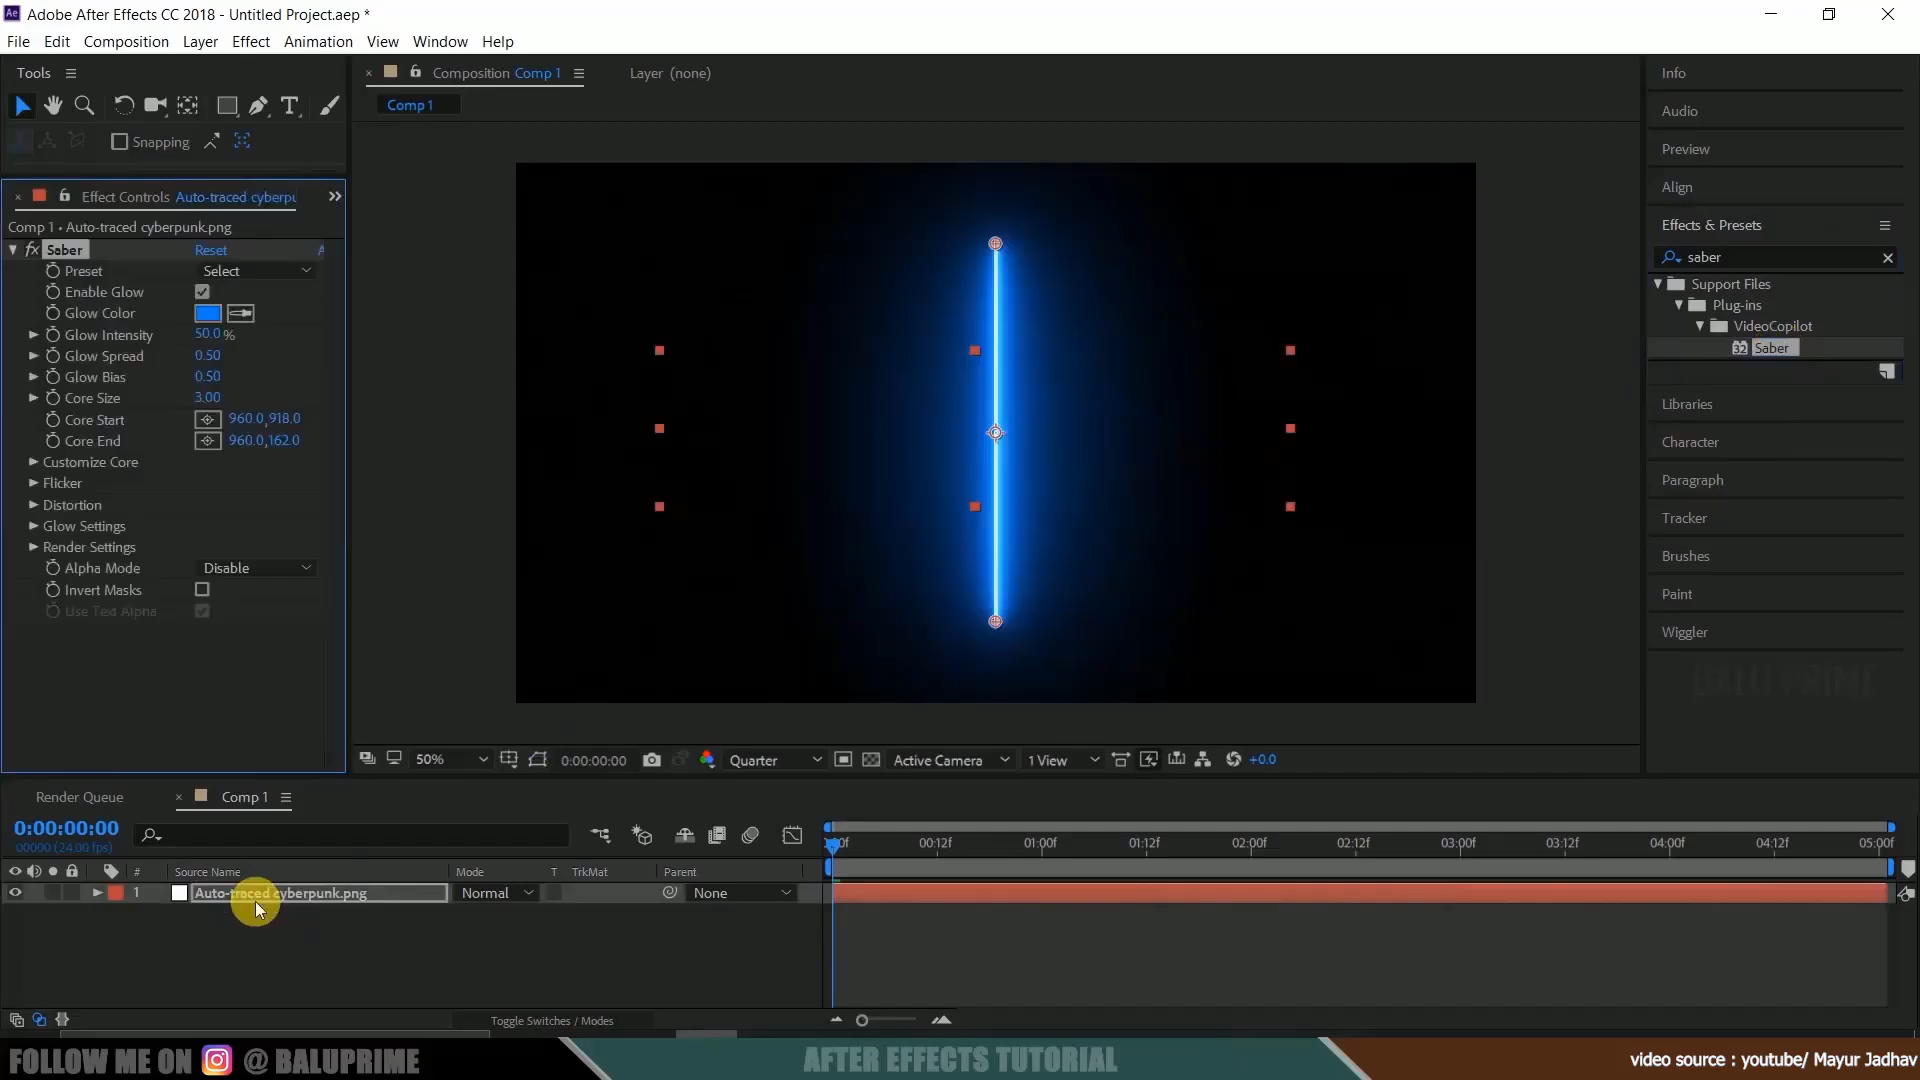 Adobe After Effects CC 2018 - Untitled Project.aep *
File Edit Composition Layer Effect Animation View Window Help
Tools
Snapping
Effect Controls Auto-traced cyberpu
Comp 1 • Auto-traced cyberpunk.png
fx Saber Reset A
Preset Select
Enable Glow
Glow Color
Glow Intensity 50.0 %
Glow Spread 0.50
Glow Bias 0.50
Core Size 3.00
Core Start 960.0,918.0
Core End 960.0,162.0
Customize Core
Flicker
Distortion
Glow Settings
Render Settings
Alpha Mode Disable
Invert Masks
Use Text Alpha
Composition Comp 1
Layer (none)
Comp 1
50% 0:00:00:00 Quarter Active Camera 1 View +0.0
Info
Audio
Preview
Align
Effects & Presets
saber
Support Files
Plug-ins
VideoCopilot
32 Saber
Libraries
Character
Paragraph
Tracker
Brushes
Paint
Wiggler
BALU PRIME
Render Queue
Comp 1
0:00:00:00
00000 (24.00 fps)
:00f 00:12f 01:00f 01:12f 02:00f 02:12f 03:00f 03:12f 04:00f 04:12f 05:00f
# Source Name Mode T TrkMat Parent
1 Auto-traced cyberpunk.png Normal None
Toggle Switches / Modes
FOLLOW ME ON @ BALUPRIME
AFTER EFFECTS TUTORIAL
video source : youtube/ Mayur Jadhav